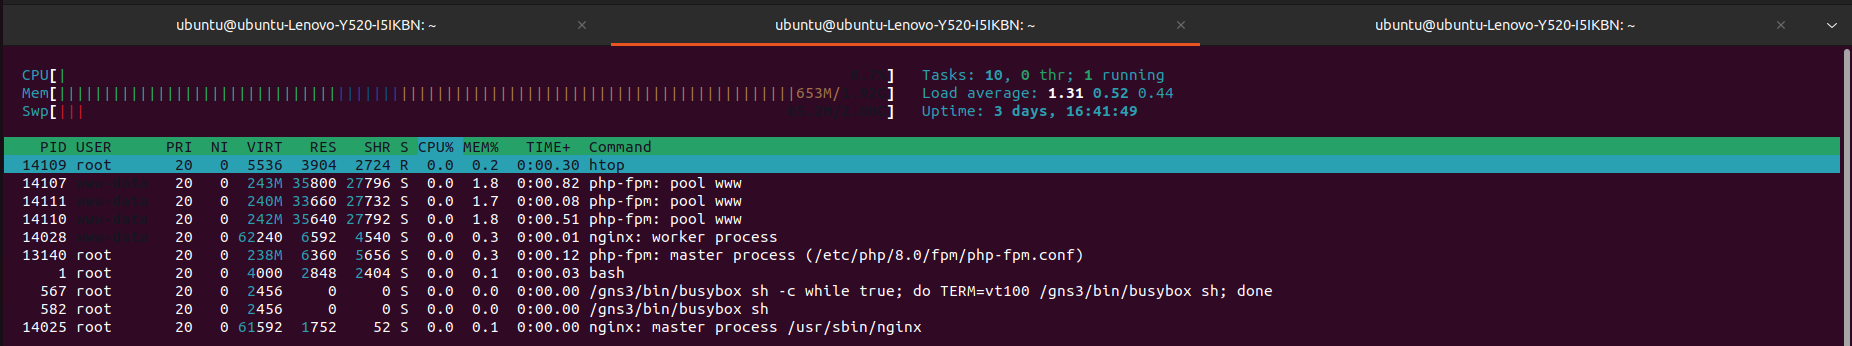 ubuntu@ubuntu-Lenovo-Y520-I5IKBN: ~ × ubuntu@ubuntu-Lenovo-Y520-I5IKBN: ~ × ubuntu@ubuntu-Lenovo-Y520-I5IKBN: ~ ×
CPU[| ] Tasks: 10, 0 thr; 1 running
Mem[||||||||||||||||||||||||||||||||||||||||||||||||||||||||||||||||||||||||||||||||||653M/ ] Load average: 1.31 0.52 0.44
Swp[||| ] Uptime: 3 days, 16:41:49
PID USER PRI NI VIRT RES SHR S CPU% MEM% TIME+ Command
14109 root 20 0 5536 3904 2724 R 0.0 0.2 0:00.30 htop
14107 20 0 243M 35800 27796 S 0.0 1.8 0:00.82 php-fpm: pool www
14111 20 0 240M 33660 27732 S 0.0 1.7 0:00.08 php-fpm: pool www
14110 20 0 242M 35640 27792 S 0.0 1.8 0:00.51 php-fpm: pool www
14028 20 0 62240 6592 4540 S 0.0 0.3 0:00.01 nginx: worker process
13140 root 20 0 238M 6360 5656 S 0.0 0.3 0:00.12 php-fpm: master process (/etc/php/8.0/fpm/php-fpm.conf)
1 root 20 0 4000 2848 2404 S 0.0 0.1 0:00.03 bash
567 root 20 0 2456 0 0 S 0.0 0.0 0:00.00 /gns3/bin/busybox sh -c while true; do TERM=vt100 /gns3/bin/busybox sh; done
582 root 20 0 2456 0 0 S 0.0 0.0 0:00.00 /gns3/bin/busybox sh
14025 root 20 0 61592 1752 52 S 0.0 0.1 0:00.00 nginx: master process /usr/sbin/nginx